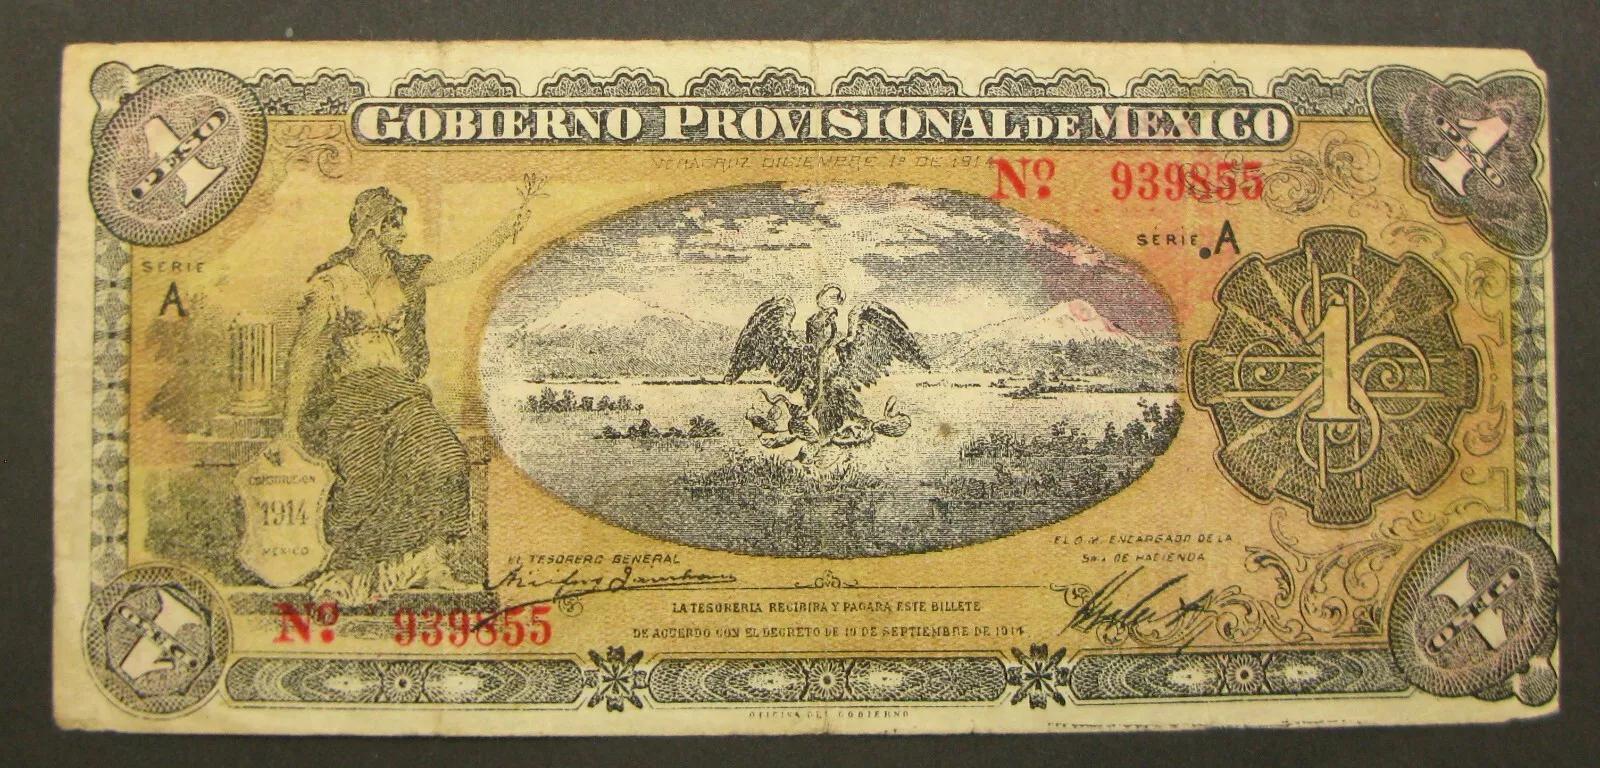 1
PESO
GOBIERNO PROVISIONAL DE MEXICO
1
PESO
VERACRUZ DICIEMBRE 1º DE 1914
Nº 939855
SERIE A
SERIE
A
1
CONSTITUCION
1914
MEXICO
EL TESORERO GENERAL
EL O. M. ENCARGADO DE LA
DE HACIENDA
Nº 939855
LA TESORERIA RECIBIRA Y PAGARA ESTE BILLETE
DE ACUERDO CON EL DECRETO DE 19 DE SEPTIEMBRE DE 1914
1
PESO
1
PESO
OFICINA DEL GOBIERNO